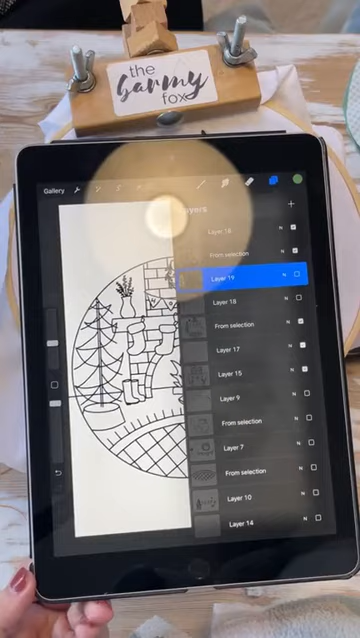 the
barmy
fox
Gallery
ayers
Layer 16 N
From selection N
Layer 19 N
Layer 18 N
From selection N
Layer 17 N
Layer 15 N
Layer 9 N
From selection N
Layer 7 N
From selection N
Layer 10 N
Layer 14 N